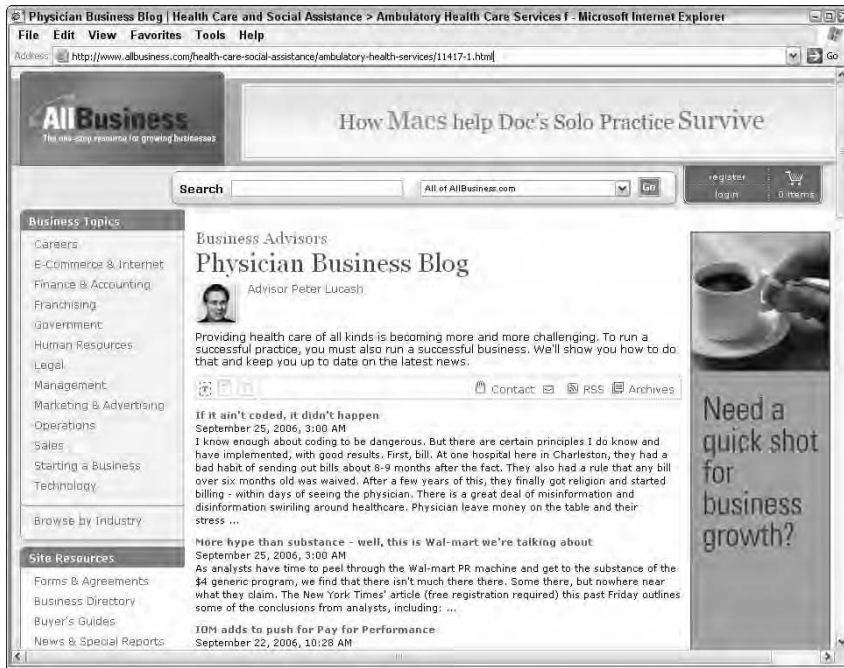 Physician Business Blog | Health Care and Social Assistance > Ambulatory Health Care Services f - Microsoft Internet Explorer
File Edit View Favorites Tools Help
Address http://www.allbusiness.com/health-care-social-assistance/ambulatory-health-services/11417-1.html Go
AllBusiness
The one-stop resource for growing businesses
How Macs help Doc's Solo Practice Survive
Search All of AllBusiness.com Go
register
login 0 items
Business Topics
Careers
E-Commerce & Internet
Finance & Accounting
Franchising
Government
Human Resources
Legal
Management
Marketing & Advertising
Operations
Sales
Starting a Business
Technology
Browse by Industry
Site Resources
Forms & Agreements
Business Directory
Buyer's Guides
News & Special Reports
Business Advisors
Physician Business Blog
Advisor Peter Lucash
Providing health care of all kinds is becoming more and more challenging. To run a
successful practice, you must also run a successful business. We'll show you how to do
that and keep you up to date on the latest news.
T T T Contact RSS Archives
If it ain't coded, it didn't happen
September 25, 2006, 3:00 AM
I know enough about coding to be dangerous. But there are certain principles I do know and
have implemented, with good results. First, bill. At one hospital here in Charleston, they had a
bad habit of sending out bills about 8-9 months after the fact. They also had a rule that any bill
over six months old was waived. After a few years of this, they finally got religion and started
billing - within days of seeing the physician. There is a great deal of misinformation and
disinformation swirling around healthcare. Physician leave money on the table and their
stress ...
More hype than substance - well, this is Wal-mart we're talking about
September 25, 2006, 3:00 AM
As analysts have time to peel through the Wal-mart PR machine and get to the substance of the
$4 generic program, we find that there isn't much there there. Some there, but nowhere near
what they claim. The New York Times' article (free registration required) this past Friday outlines
some of the conclusions from analysts, including: ...
IOM adds to push for Pay for Performance
September 22, 2006, 10:28 AM
Need a
quick shot
for
business
growth?